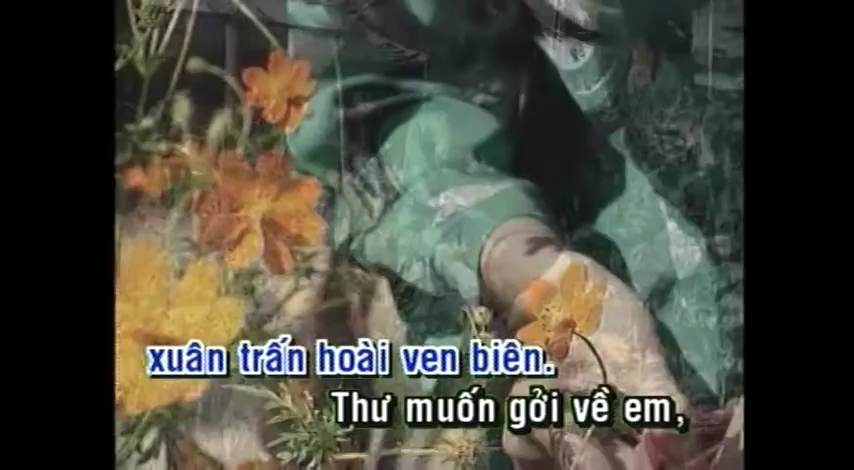 xuân trấn hoài ven biên.
Thư muốn gởi về em,